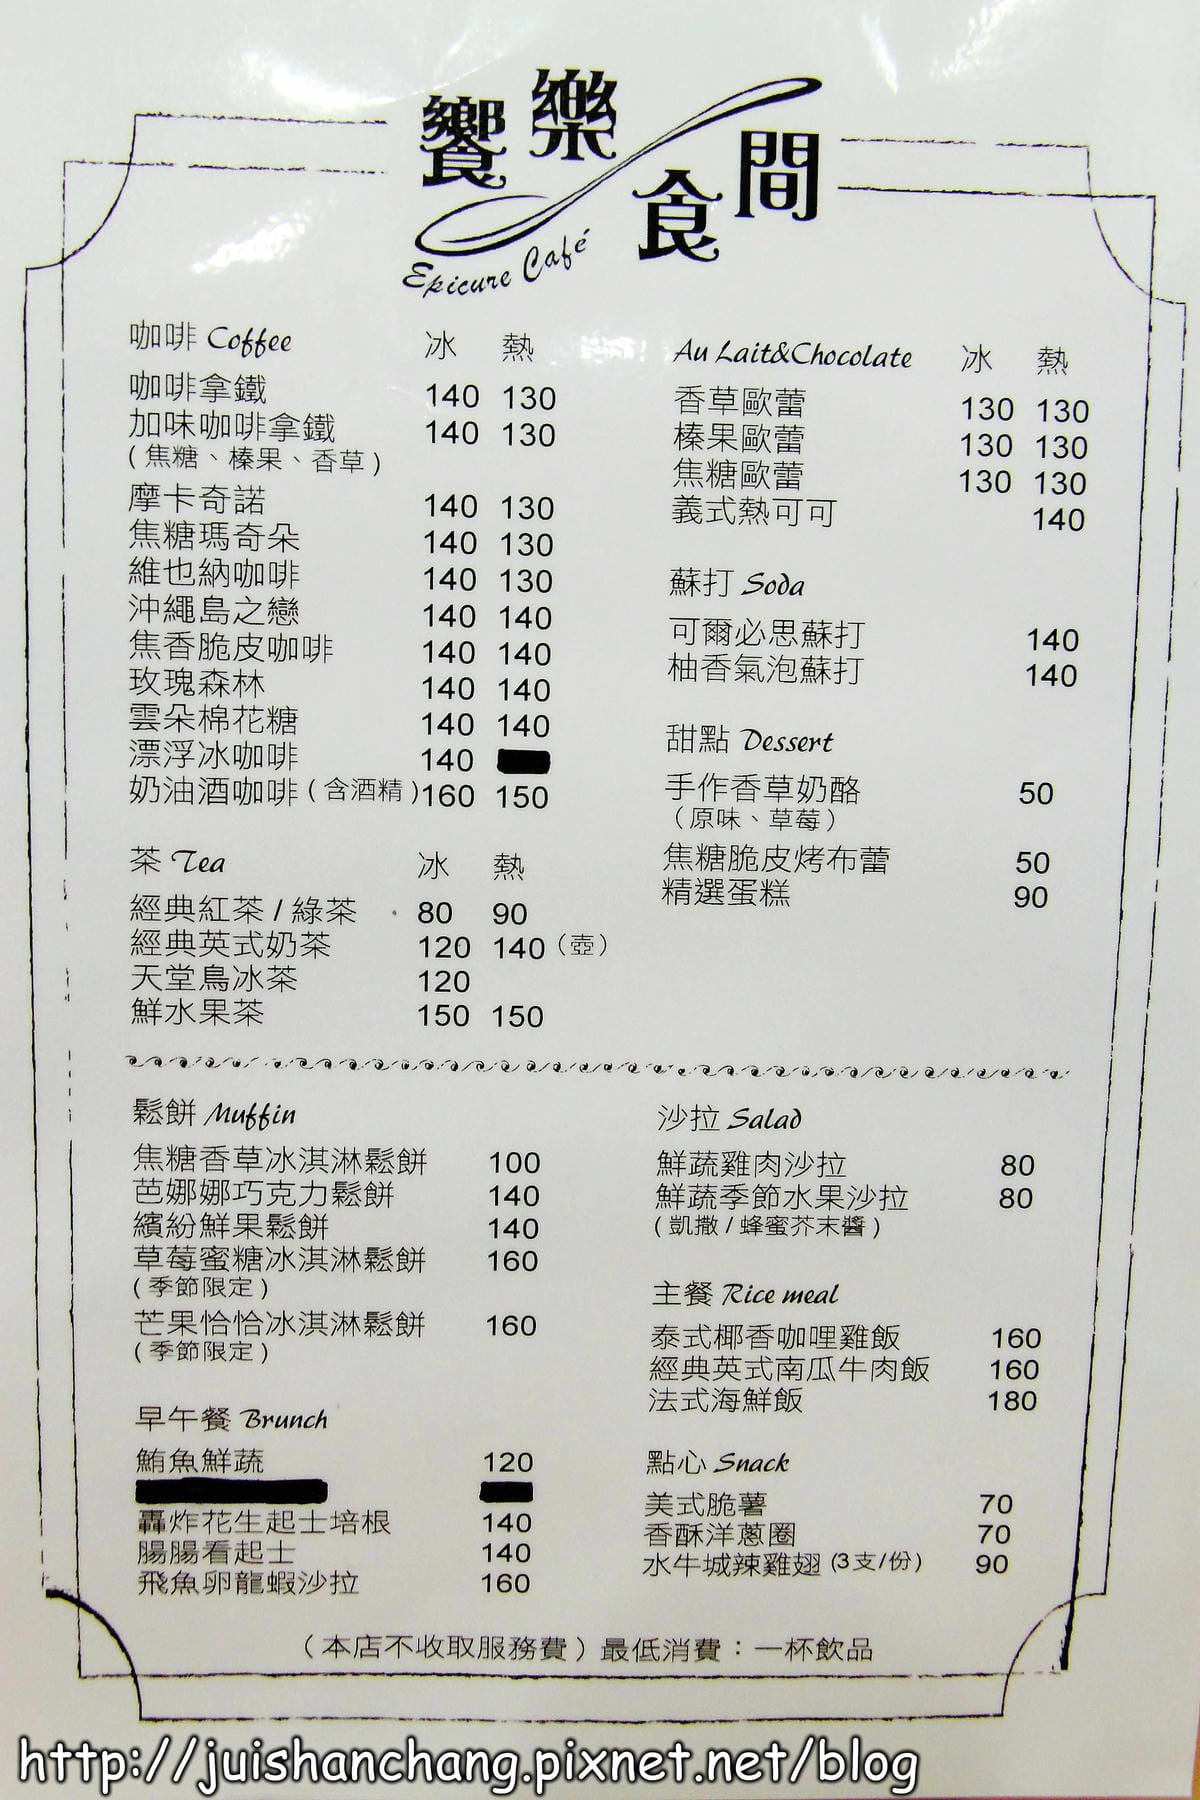 饗樂食間
Epicure Café
咖啡 Coffee 冰 熱
咖啡拿鐵 140 130
加味咖啡拿鐵 140 130
(焦糖、榛果、香草)
摩卡奇諾 140 130
焦糖瑪奇朵 140 130
維也納咖啡 140 130
沖繩島之戀 140 140
焦香脆皮咖啡 140 140
玫瑰森林 140 140
雲朵棉花糖 140 140
漂浮冰咖啡 140
奶油酒咖啡(含酒精) 160 150
茶 Tea 冰 熱
經典紅茶/綠茶 80 90
經典英式奶茶 120 140(壺)
天堂鳥冰茶 120
鮮水果茶 150 150
Au Lait&Chocolate 冰 熱
香草歐蕾 130 130
榛果歐蕾 130 130
焦糖歐蕾 130 130
義式熱可可 140
蘇打 Soda
可爾必思蘇打 140
柚香氣泡蘇打 140
甜點 Dessert
手作香草奶酪 50
(原味、草莓)
焦糖脆皮烤布蕾 50
精選蛋糕 90
鬆餅 Muffin
焦糖香草冰淇淋鬆餅 100
芭娜娜巧克力鬆餅 140
繽紛鮮果鬆餅 140
草莓蜜糖冰淇淋鬆餅 160
(季節限定)
芒果恰恰冰淇淋鬆餅 160
(季節限定)
早午餐 Brunch
鮪魚鮮蔬 120
轟炸花生起士培根 140
腸腸看起士 140
飛魚卵龍蝦沙拉 160
沙拉 Salad
鮮蔬雞肉沙拉 80
鮮蔬季節水果沙拉 80
(凱撒/蜂蜜芥末醬)
主餐 Rice meal
泰式椰香咖哩雞飯 160
經典英式南瓜牛肉飯 160
法式海鮮飯 180
點心 Snack
美式脆薯 70
香酥洋蔥圈 70
水牛城辣雞翅(3支/份) 90
(本店不收取服務費)最低消費:一杯飲品
http://juishanchang.pixnet.net/blog